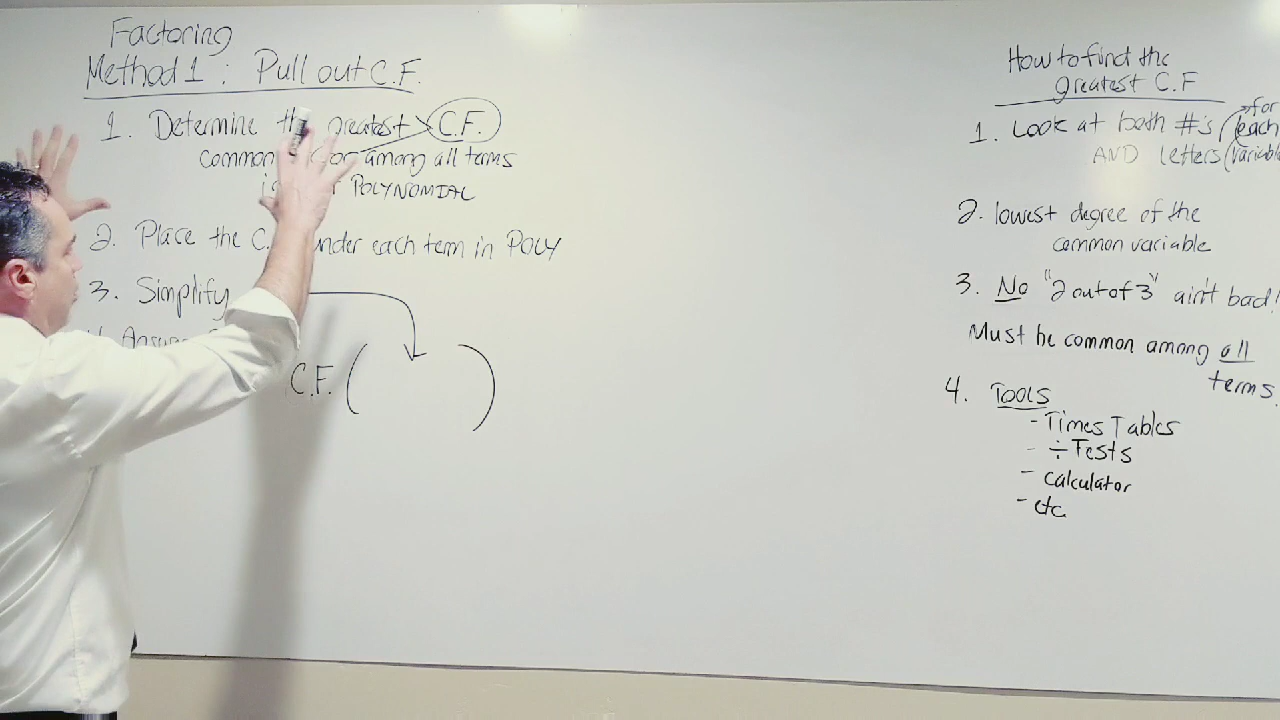 Factoring
Method 1: Pull out C.F.
1. Determine the greatest C.F.
common among all terms
POLYNOMIAL
2. Place the under each term in POLY
3. Simplify
C.F. ( )
How to find the
greatest C.F
1. Look at both #'s for each
AND letters (variable
2. lowest degree of the
common variable
3. No "2 out of 3" ain't bad!
Must be common among all
terms.
4. TOOLS
- Times Tables
- ÷ Tests
- calculator
- etc